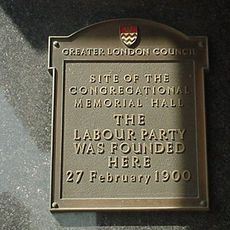 GREATER LONDON COUNCIL
SITE OF THE
CONGREGATIONAL
MEMORIAL HALL
THE
LABOUR PARTY
WAS FOUNDED
HERE
27 February 1900